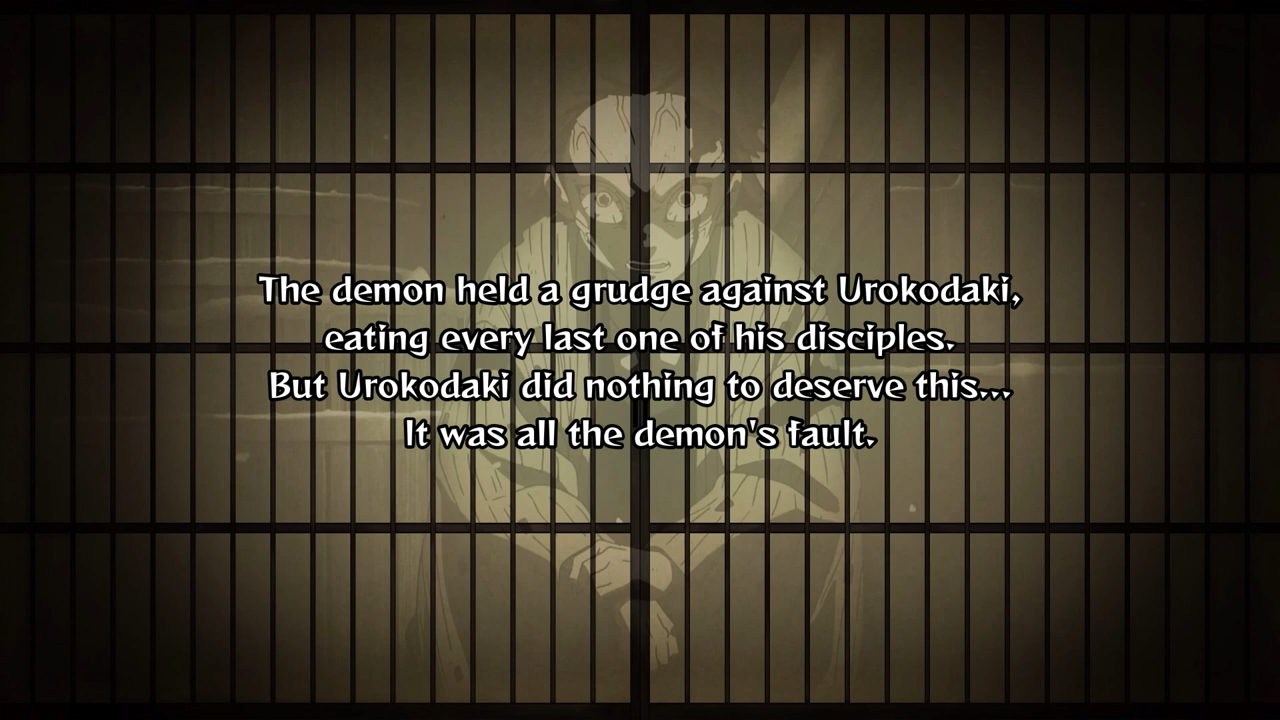 The demon held a grudge against Urokodaki,
eating every last one of his disciples.
But Urokodaki did nothing to deserve this...
It was all the demon's fault.